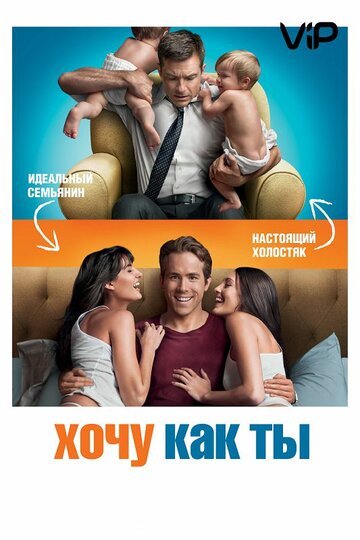 ViP
ИДЕАЛЬНЫЙ
СЕМЬЯНИН
НАСТОЯЩИЙ
ХОЛОСТЯК
ХОЧУ КАК ТЫ